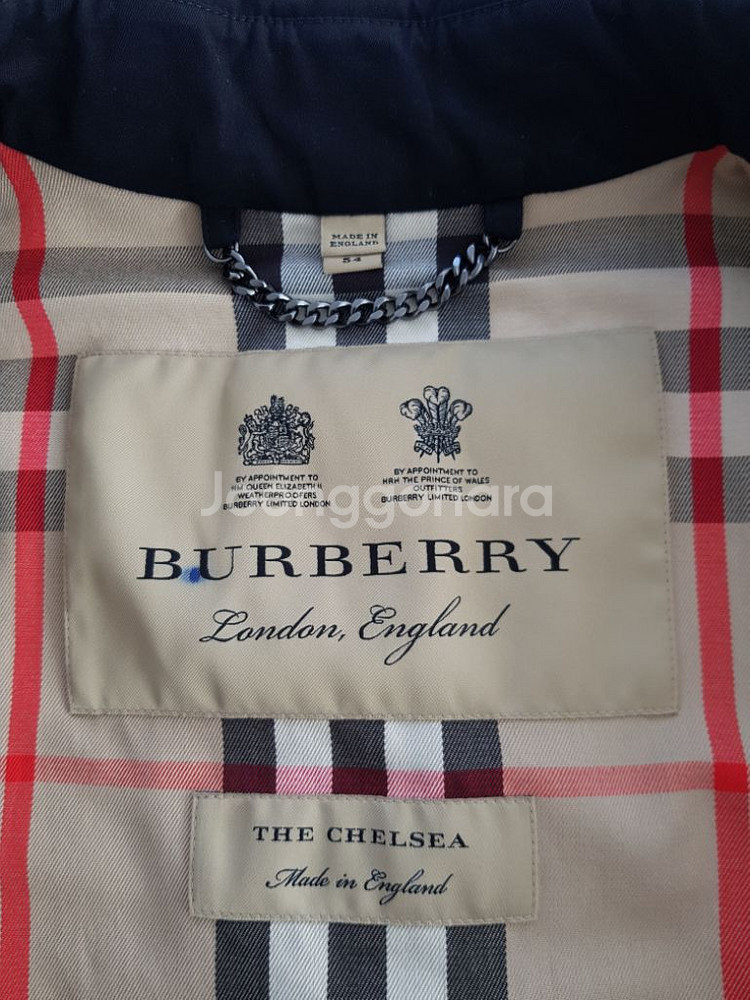 MADE IN
ENGLAND
54
BY APPOINTMENT TO
HM QUEEN ELIZABETH II
WEATHERPROOFERS
BURBERRY LIMITED LONDON
BY APPOINTMENT TO
HRH THE PRINCE OF WALES
OUTFITTERS
BURBERRY LIMITED LONDON
Joonggonara
BURBERRY
London, England
THE CHELSEA
Made in England